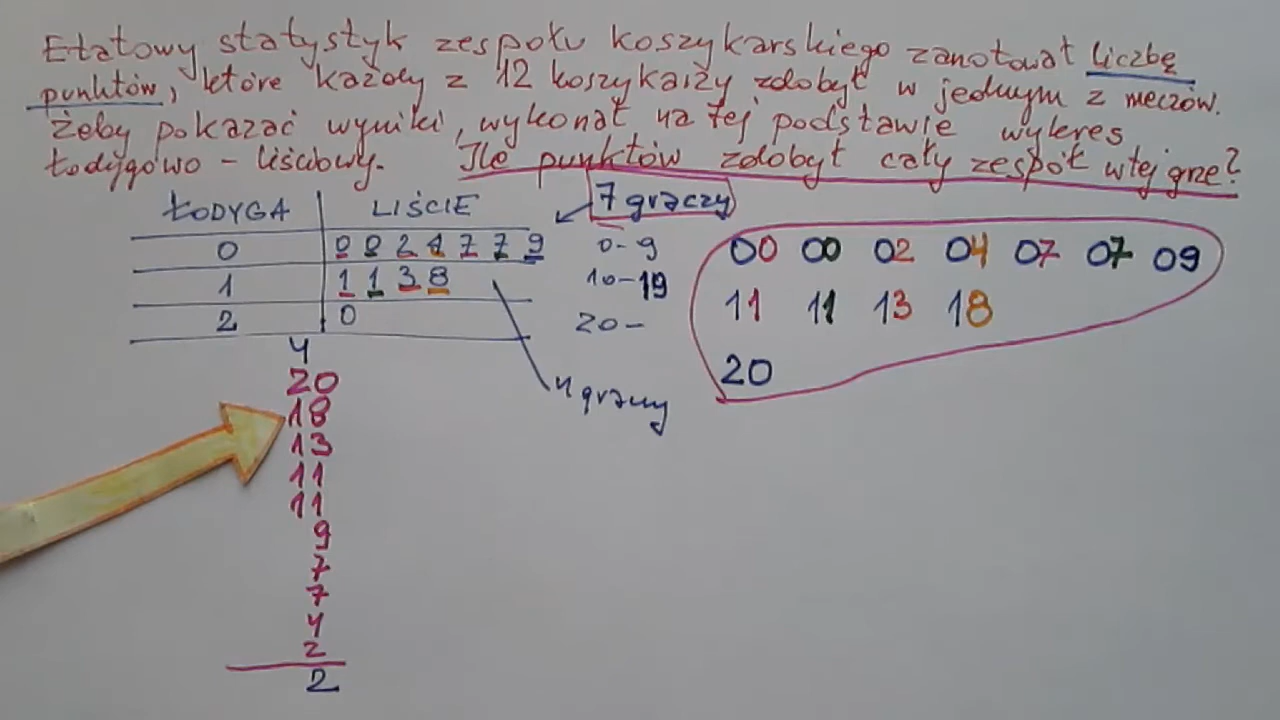 Etatowy statystyk zespołu koszykarskiego zanotował liczbę
punktów, które każdy z 12 koszykarzy zdobył w jednym z meczów.
Żeby pokazać wyniki, wykonał na tej podstawie wykres
łodygowo-liściowy. Ile punktów zdobył cały zespół w tej grze?
ŁODYGA LIŚCIE 7 graczy
0 0 0 2 4 7 7 9 0-9
1 1 1 3 8 10-19
2 0 20-
00 00 02 04 07 07 09
11 11 13 18
20
4 gracze
4
20
18
13
11
11
9
7
7
4
2
2